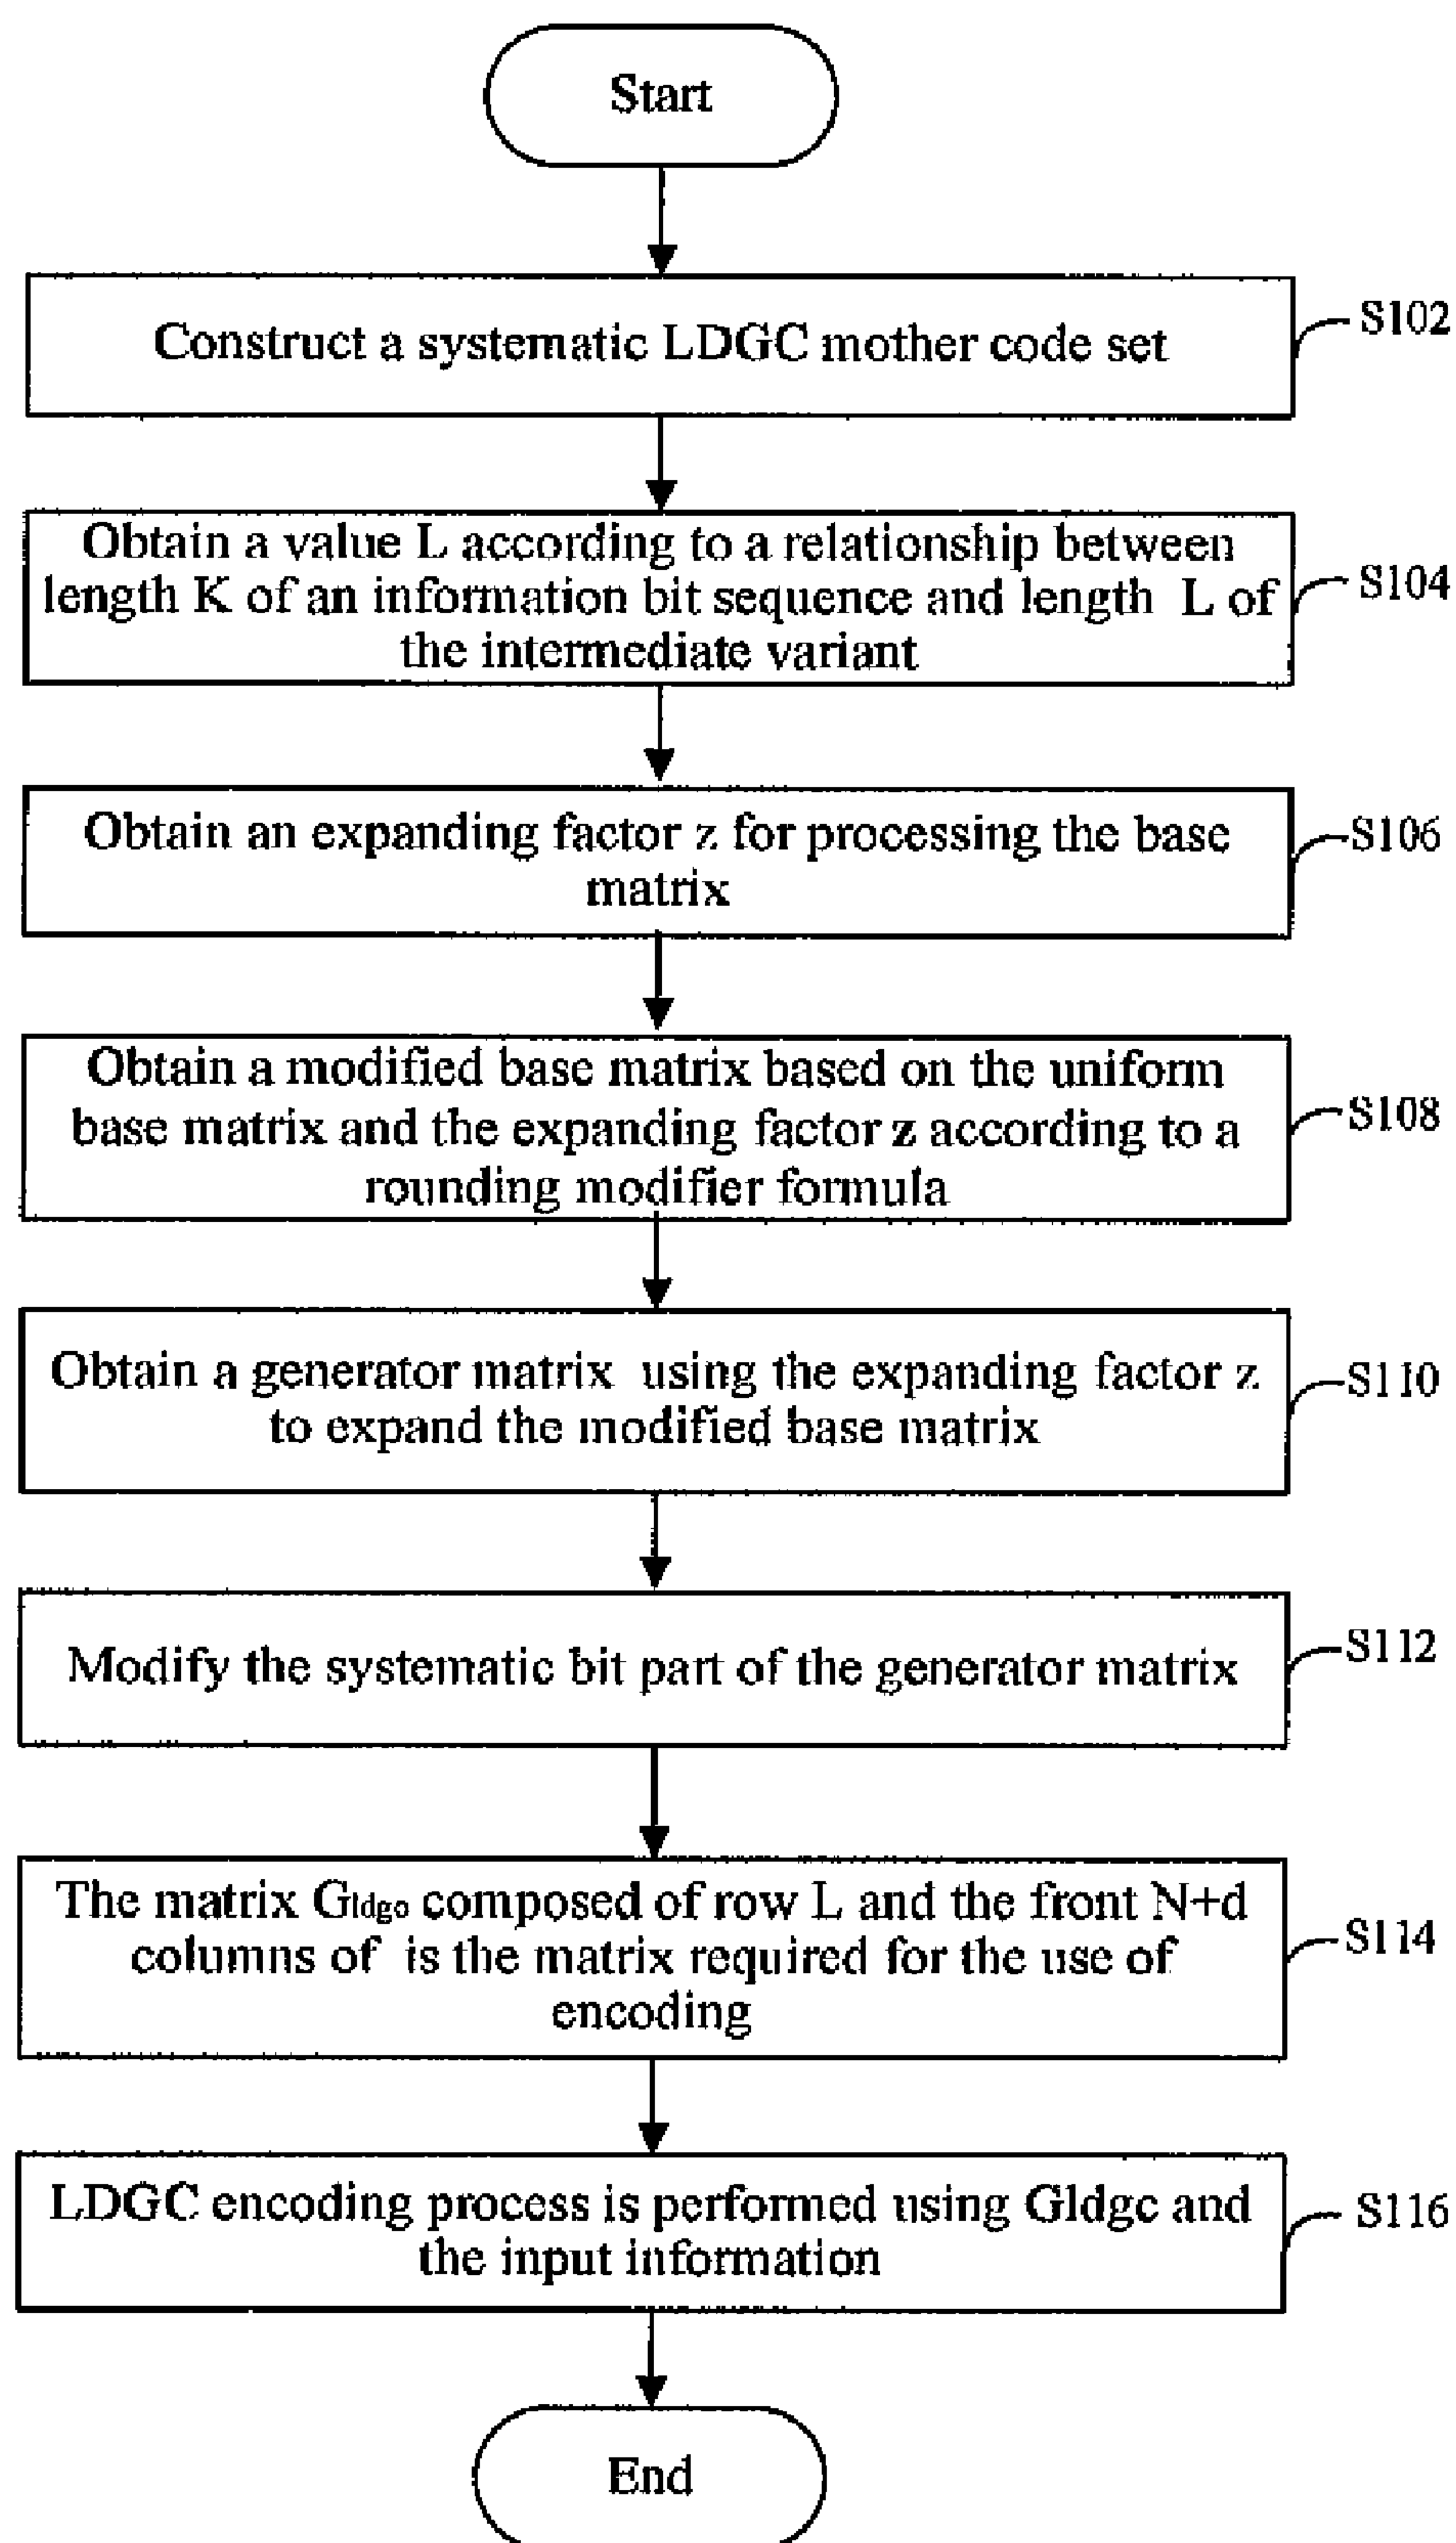 Start
Construct a systematic LDGC mother code set
S102
Obtain a value L according to a relationship between
length K of an information bit sequence and length L of
the intermediate variant
S104
Obtain an expanding factor z for processing the base
matrix
S106
Obtain a modified base matrix based on the uniform
base matrix and the expanding factor z according to a
rounding modifier formula
S108
Obtain a generator matrix using the expanding factor z
to expand the modified base matrix
S110
Modify the systematic bit part of the generator matrix
S112
The matrix Gldgc composed of row L and the front N+d
columns of is the matrix required for the use of
encoding
S114
LDGC encoding process is performed using Gldgc and
the input information
S116
End